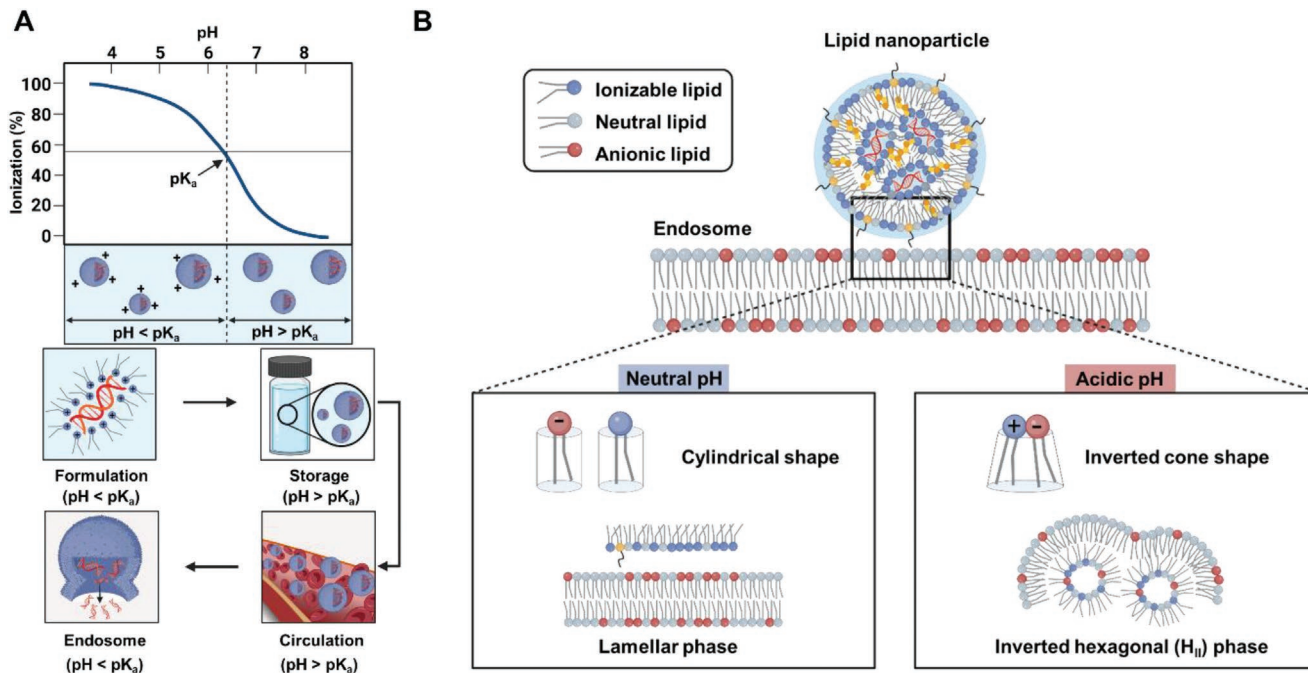 A
pH
4 5 6 7 8
Ionization (%)
100
80
60
40
20
0
pKₐ
pH < pKₐ
pH > pKₐ
Formulation
(pH < pKₐ)
Storage
(pH > pKₐ)
Endosome
(pH < pKₐ)
Circulation
(pH > pKₐ)
B
Lipid nanoparticle
Ionizable lipid
Neutral lipid
Anionic lipid
Endosome
Neutral pH
-
Cylindrical shape
Lamellar phase
Acidic pH
+ -
Inverted cone shape
Inverted hexagonal (H_II) phase